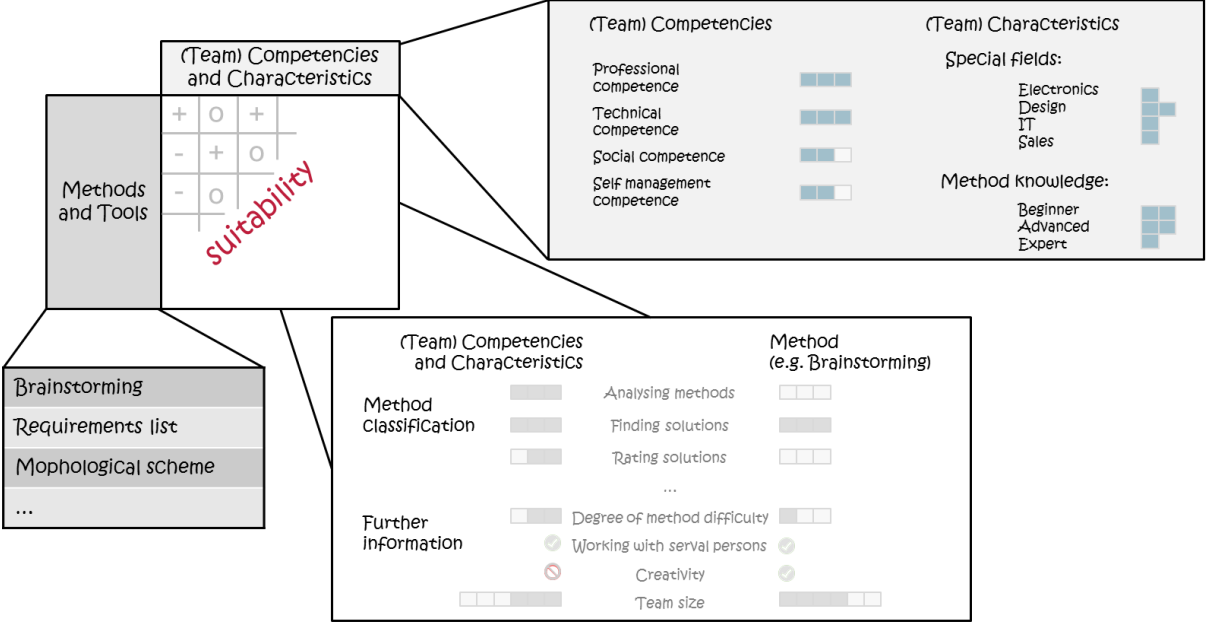 (Team) Competencies
and Characteristics
+ o +
- + o
- o
suitability
Methods
and Tools
Brainstorming
Requirements list
Mophological scheme
...
(Team) Competencies
Professional
competence
Technical
competence
Social competence
Self management
competence
(Team) Characteristics
Special fields:
Electronics
Design
IT
Sales
Method knowledge:
Beginner
Advanced
Expert
(Team) Competencies
and Characteristics
Method
(e.g. Brainstorming)
Method
classification
Analysing methods
Finding solutions
Rating solutions
...
Further
information
Degree of method difficulty
Working with serval persons
Creativity
Team size